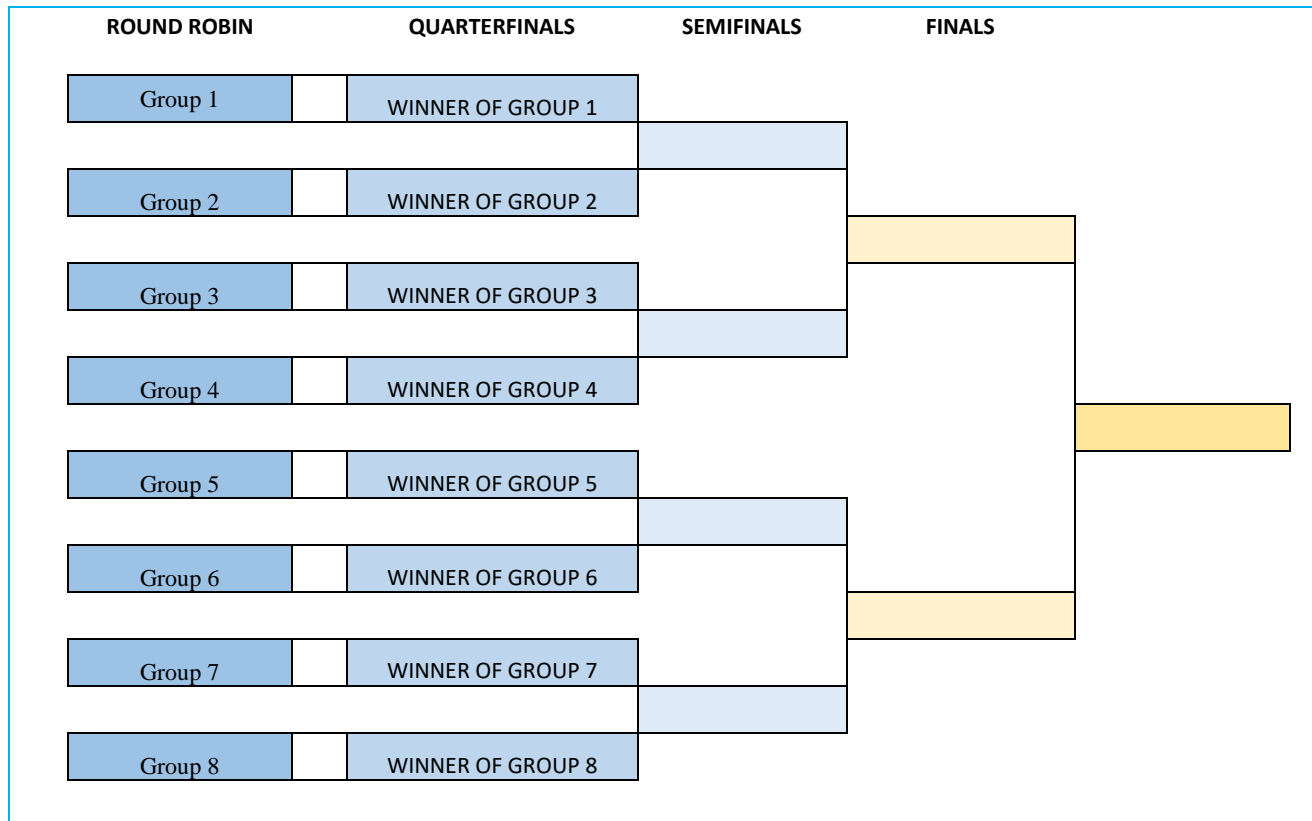 ROUND ROBIN QUARTERFINALS SEMIFINALS FINALS
Group 1 WINNER OF GROUP 1
Group 2 WINNER OF GROUP 2
Group 3 WINNER OF GROUP 3
Group 4 WINNER OF GROUP 4
Group 5 WINNER OF GROUP 5
Group 6 WINNER OF GROUP 6
Group 7 WINNER OF GROUP 7
Group 8 WINNER OF GROUP 8